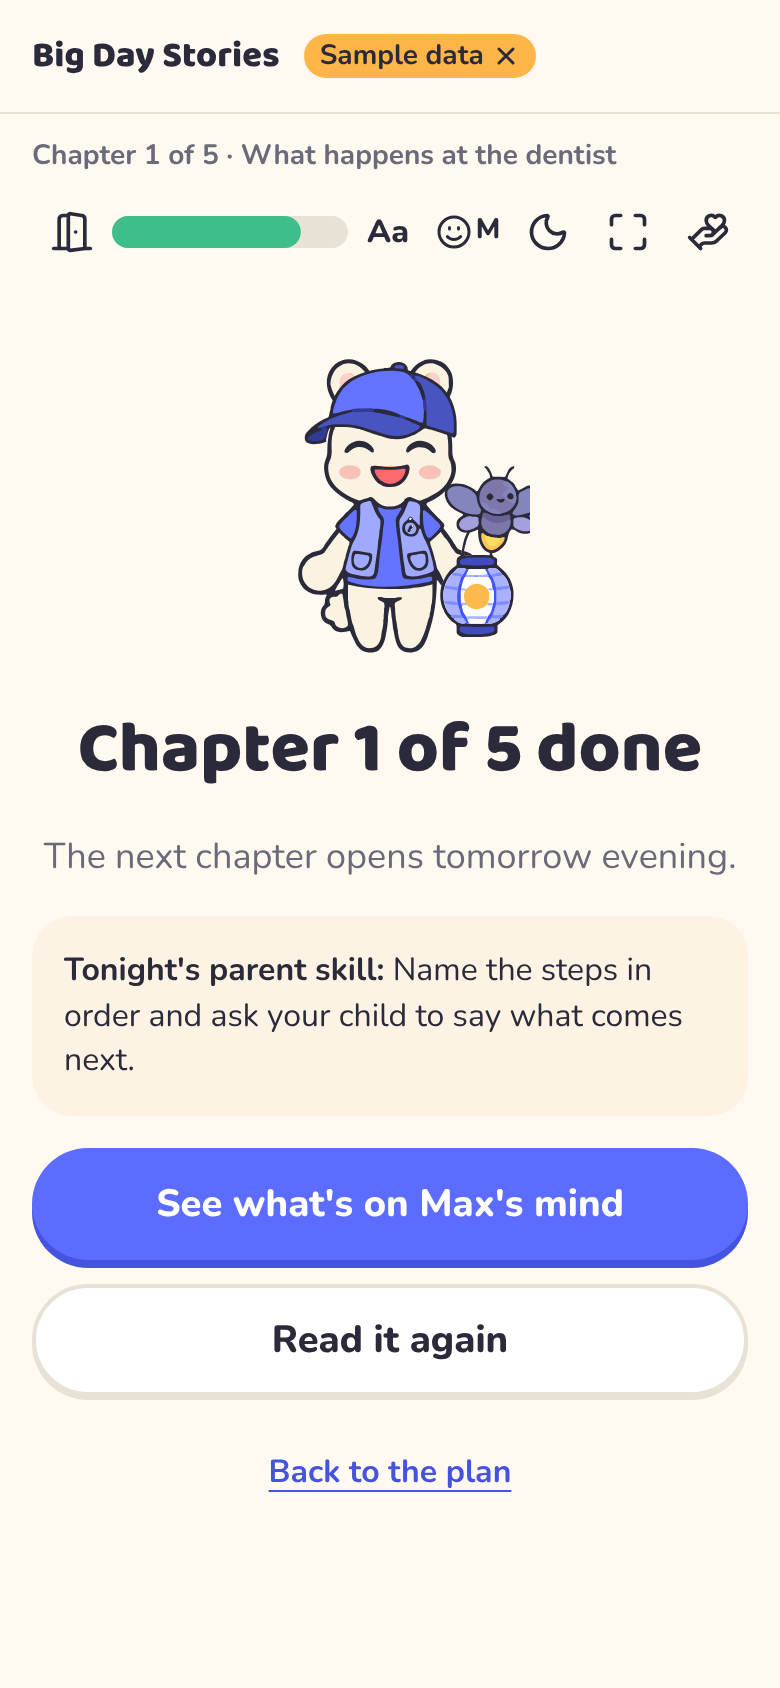 Big Day Stories
Sample data ×
Chapter 1 of 5 · What happens at the dentist
Aa
M
Chapter 1 of 5 done
The next chapter opens tomorrow evening.
Tonight's parent skill: Name the steps in
order and ask your child to say what comes
next.
See what's on Max's mind
Read it again
Back to the plan